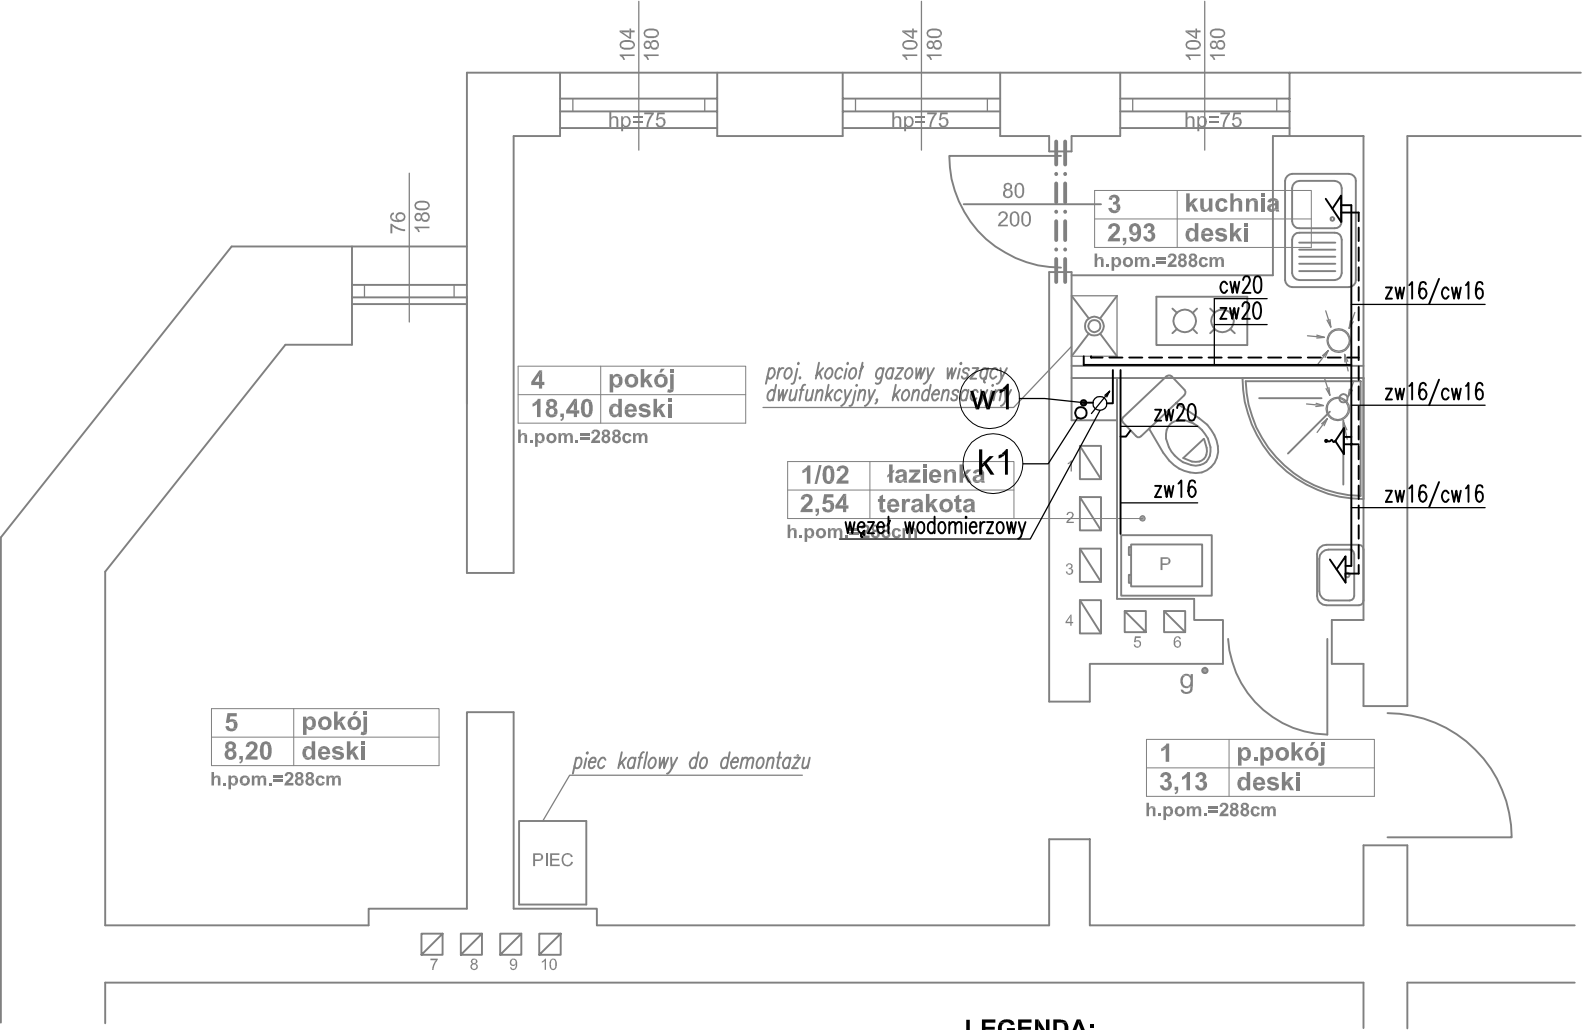 104
180
104
180
104
180
hp=75
hp=75
hp=75
76
180
80
200
3 kuchnia
2,93 deski
h.pom.=288cm
cw20
zw20
zw16/cw16
4 pokój
18,40 deski
h.pom.=288cm
proj. kocioł gazowy wiszący
dwufunkcyjny, kondensacyjny
w1
zw20
zw16/cw16
k1
1/02 łazienka
2,54 terakota
h.pom.=288cm
węzeł wodomierzowy
zw16
zw16/cw16
1
2
3
4
P
5
6
g
5 pokój
8,20 deski
h.pom.=288cm
piec kaflowy do demontażu
PIEC
1 p.pokój
3,13 deski
h.pom.=288cm
7
8
9
10
LEGENDA: